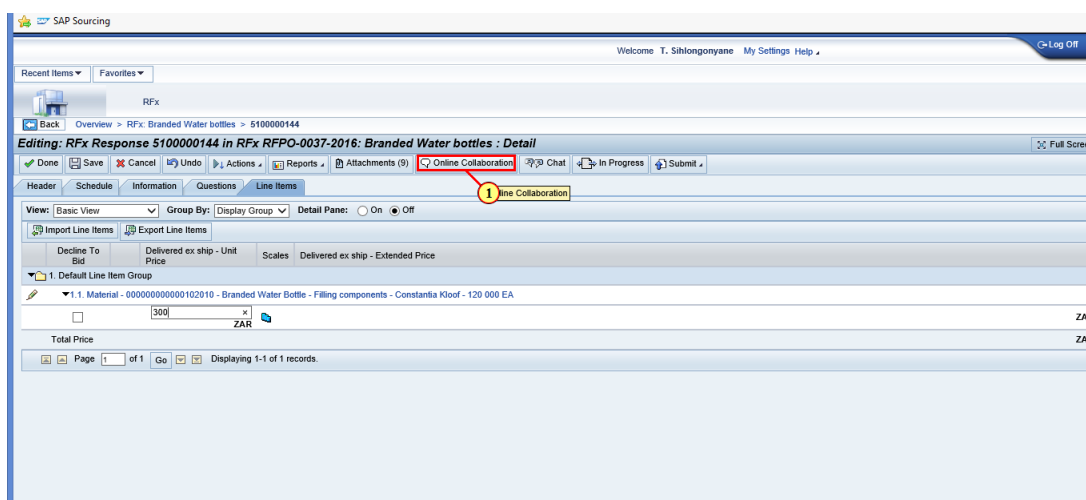 SAP Sourcing
Welcome T. Sihlongonyane My Settings Help
Log Off
Recent Items Favorites
RFx
Back Overview > RFx: Branded Water bottles > 5100000144
Editing: RFx Response 5100000144 in RFx RFPO-0037-2016: Branded Water bottles : Detail
Full Scre
Done Save Cancel Undo Actions Reports Attachments (9) Online Collaboration Chat In Progress Submit
Header Schedule Information Questions Line Items
1 line Collaboration
View: Basic View Group By: Display Group Detail Pane: On Off
Import Line Items Export Line Items
Decline To Bid Delivered ex ship - Unit Price Scales Delivered ex ship - Extended Price
1. Default Line Item Group
1.1. Material - 000000000000102010 - Branded Water Bottle - Filling components - Constantia Kloof - 120 000 EA
300 ×
ZAR ZA
Total Price ZA
Page 1 of 1 Go Displaying 1-1 of 1 records.